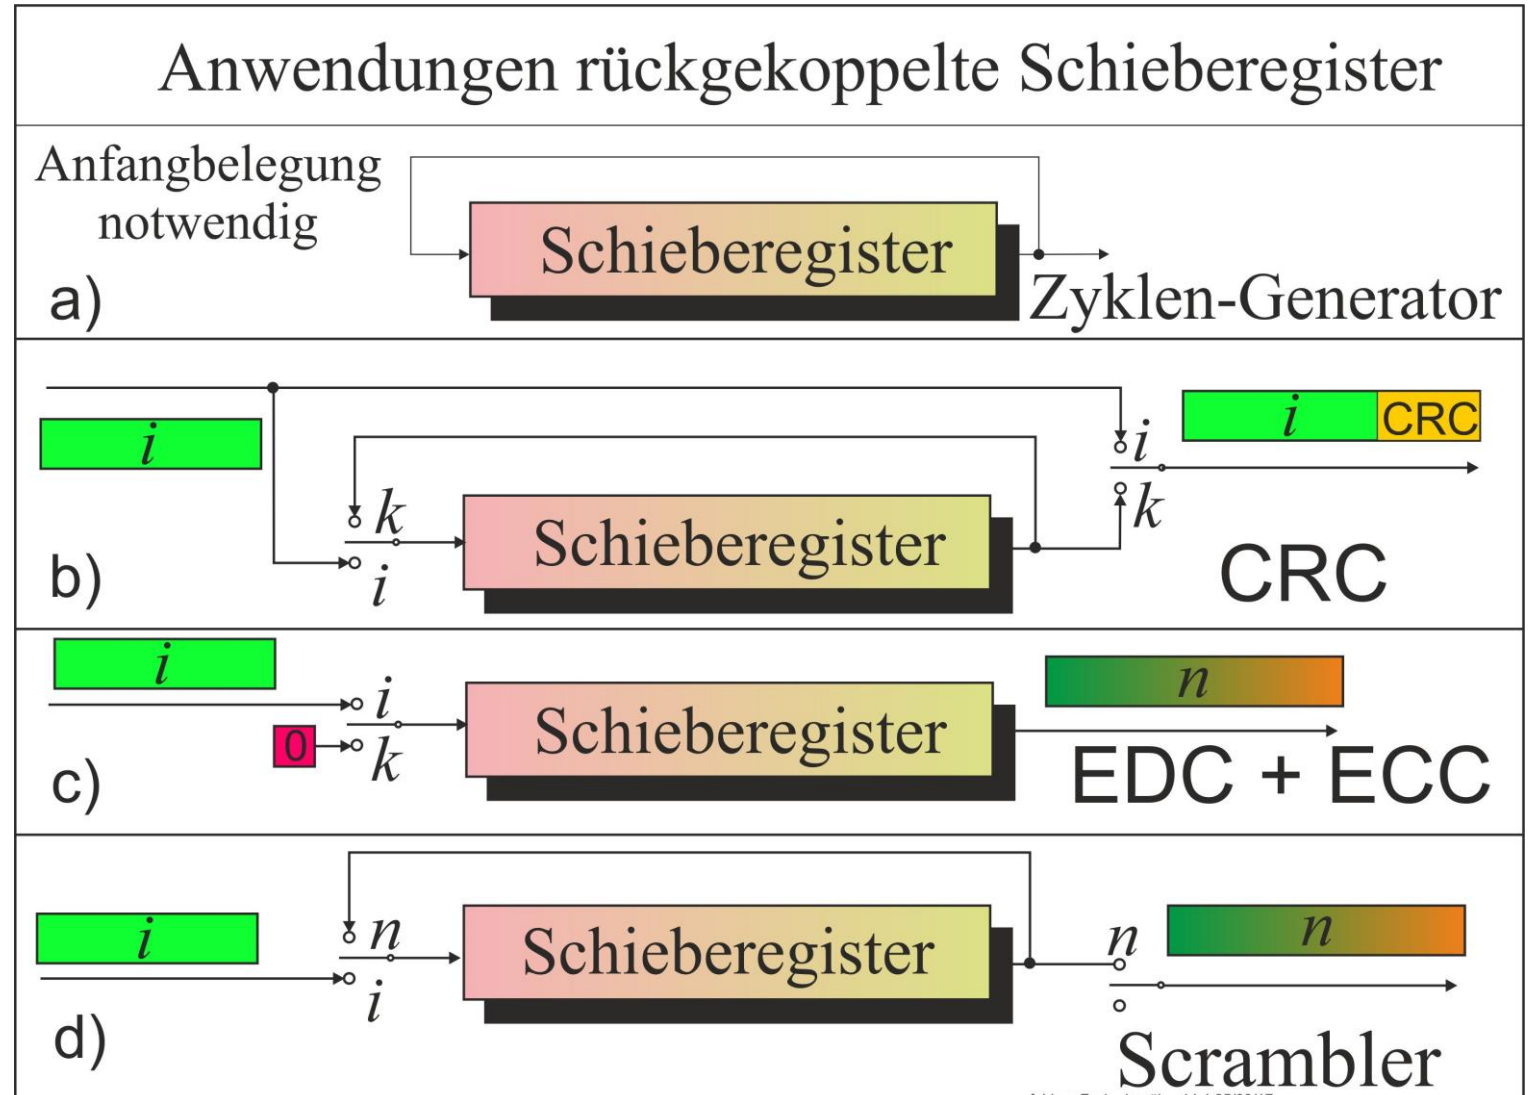 Anwendungen rückgekoppelte Schieberegister
Anfangbelegung
notwendig
Schieberegister
a)
Zyklen-Generator
i
i
CRC
i
k
k
Schieberegister
i
b)
CRC
i
n
i
0
k
Schieberegister
c)
EDC + ECC
i
n
n
n
Schieberegister
i
d)
Scrambler